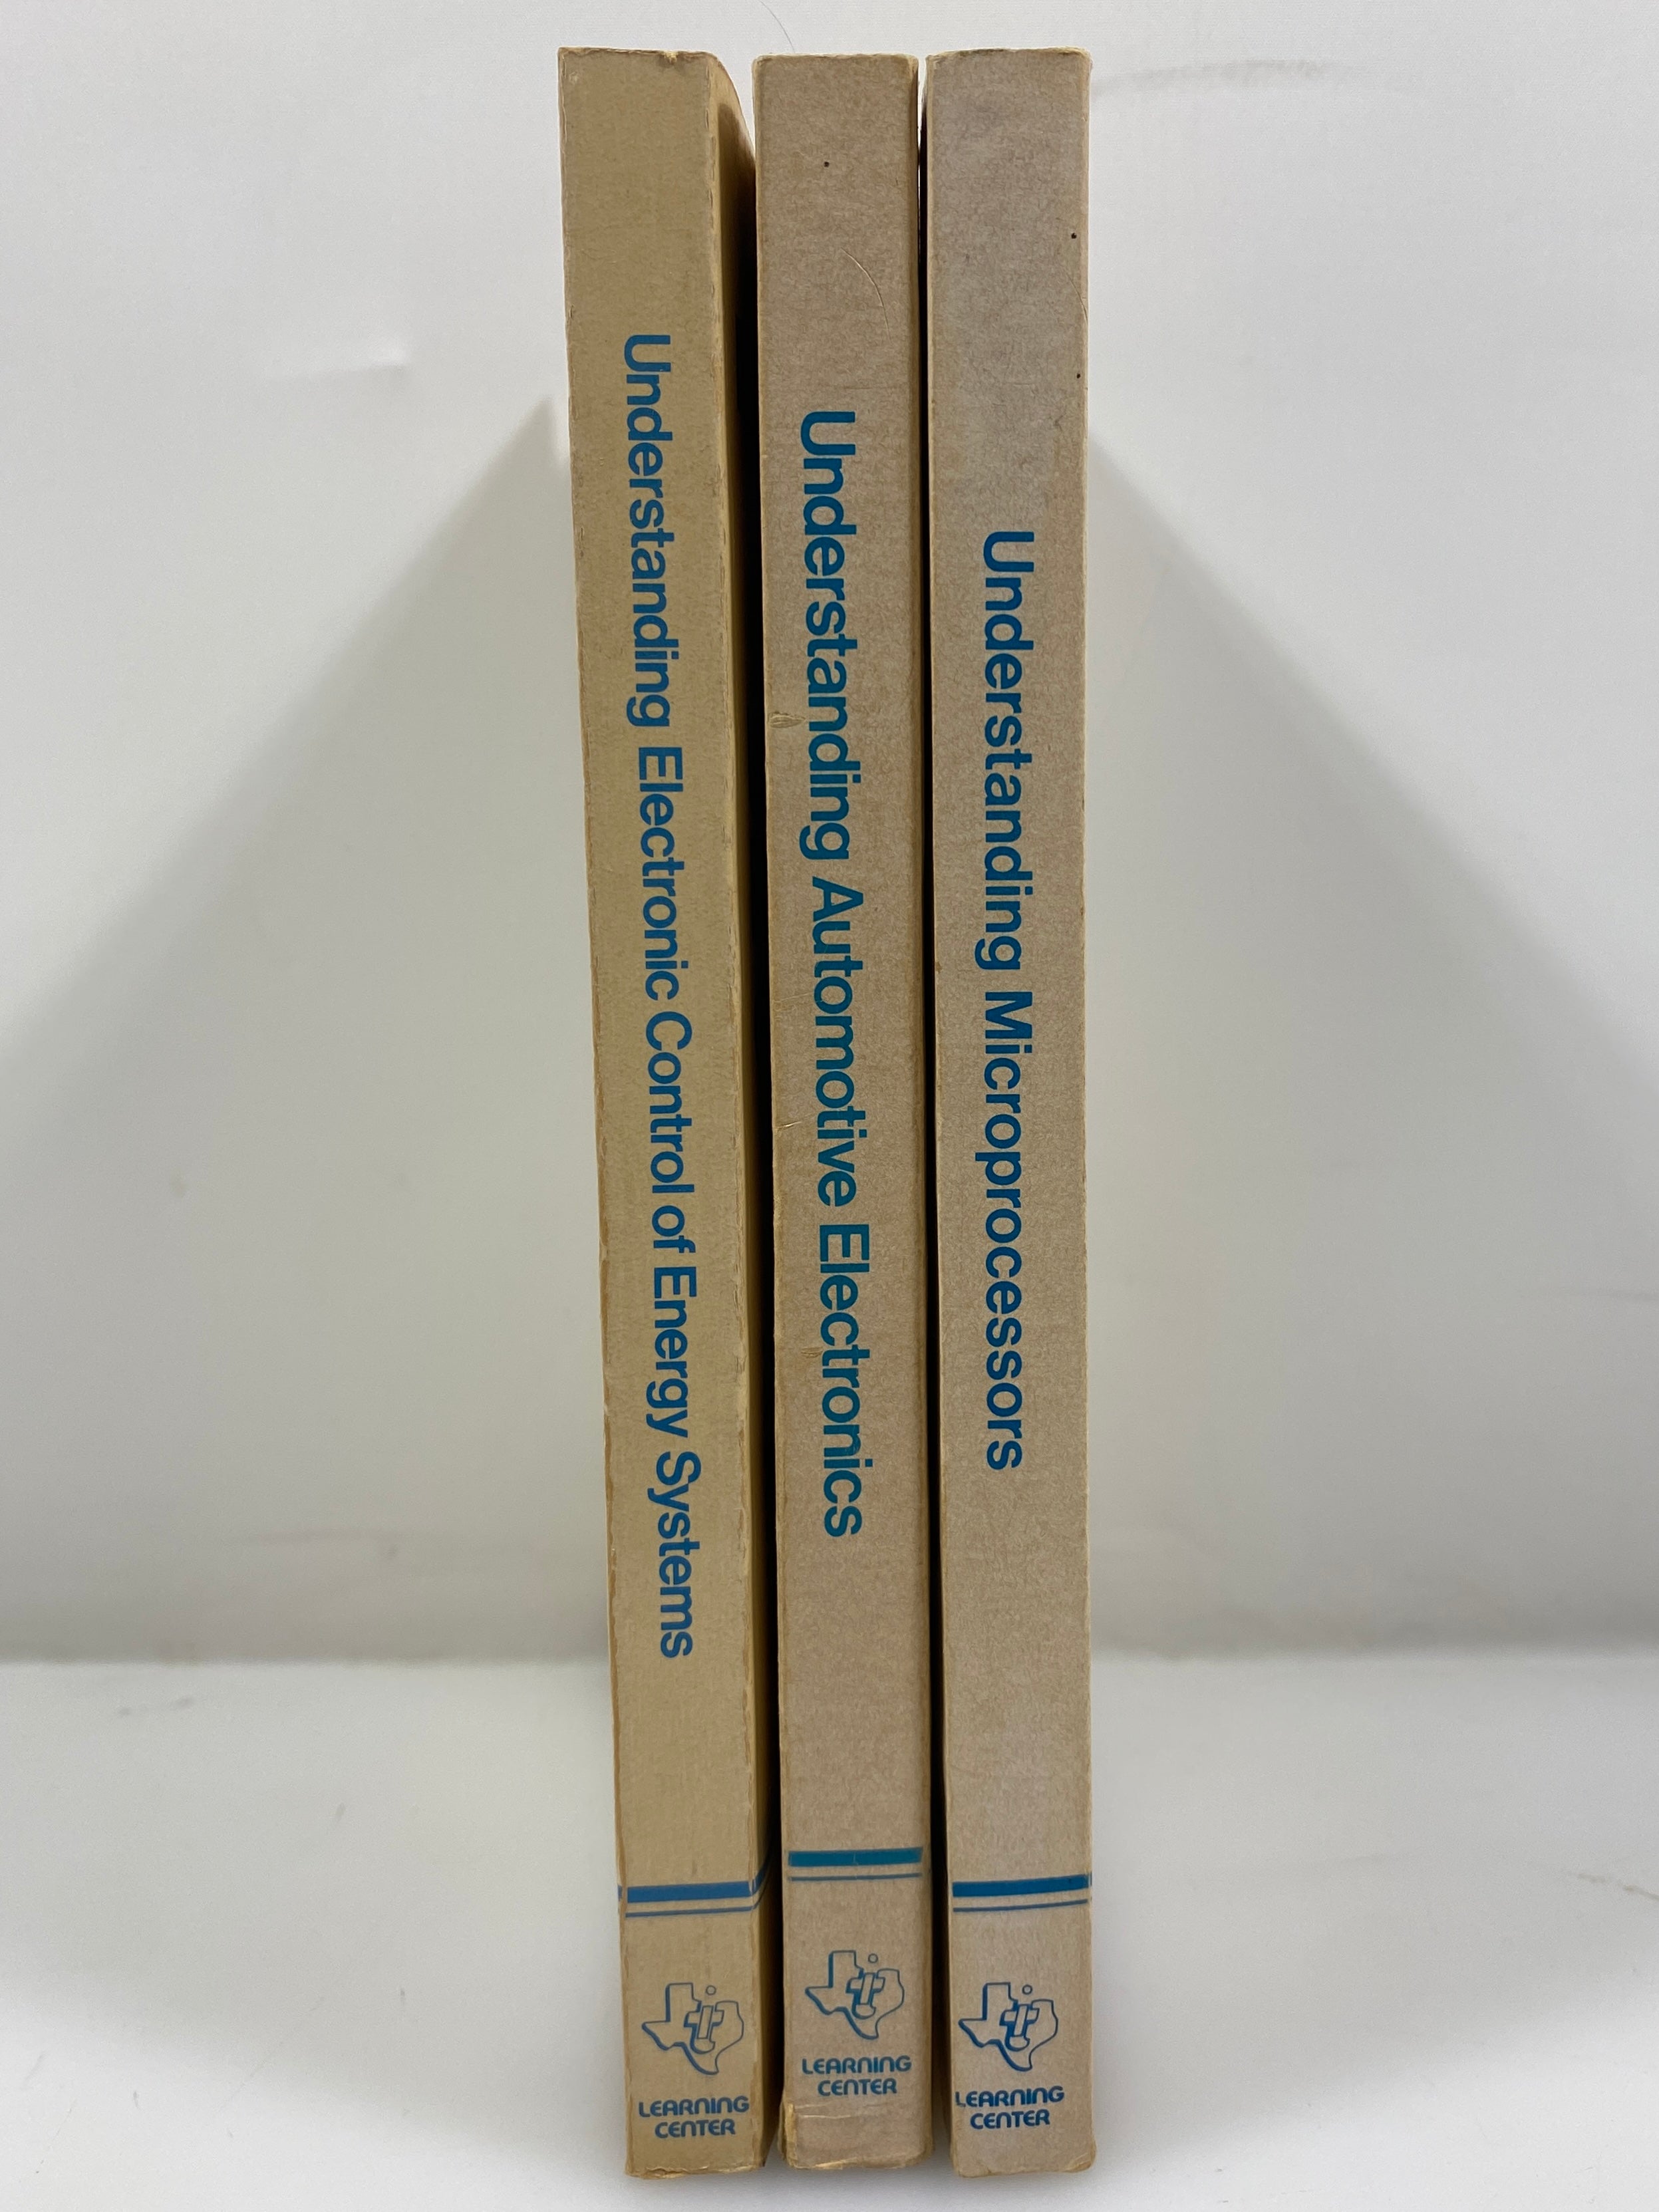 Understanding Electronic Control of Energy Systems
LEARNING
CENTER
Understanding Automotive Electronics
LEARNING
CENTER
Understanding Microprocessors
LEARNING
CENTER